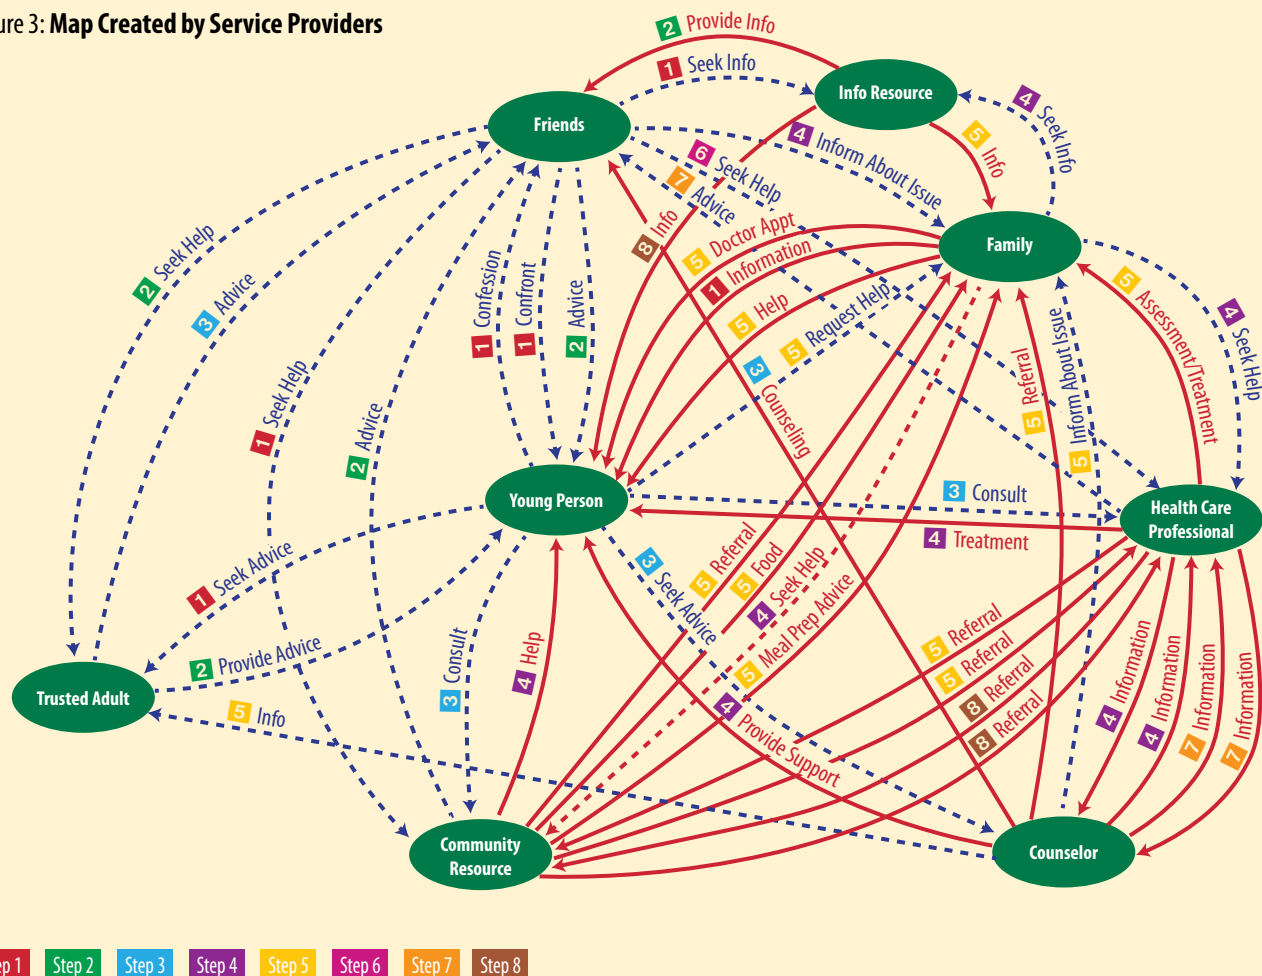 ure 3: Map Created by Service Providers
2 Provide Info
1 Seek Info
Info Resource
4 Seek Info
Friends
4 Inform About Issue
5 Info
6 Seek Help
7 Advice
8 Info
Family
5 Doctor Appt
1 Information
5 Help
5 Request Help
3
Counseling
2 Seek Help
3 Advice
1 Seek Help
2 Advice
1 Confession
1 Confront
2 Advice
5 Referral
5 Inform About Issue
5 Assessment/Treatment
4 Seek Help
Young Person
3 Consult
4 Treatment
Health Care
Professional
1 Seek Advice
2 Provide Advice
Trusted Adult
5 Info
3 Consult
4 Help
3 Seek Advice
5 Referral
5 Food
4 Seek Help
5 Meal Prep Advice
4 Provide Support
5 Referral
5 Referral
8 Referral
8 Referral
4 Information
4 Information
7 Information
7 Information
Community
Resource
Counselor
ep 1
Step 2
Step 3
Step 4
Step 5
Step 6
Step 7
Step 8